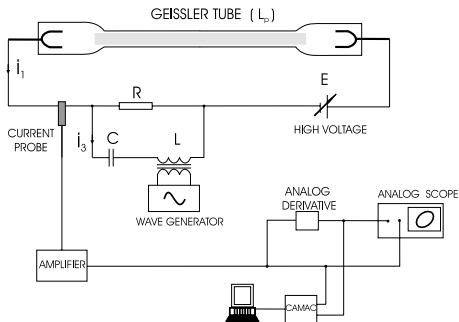 GEISSLER TUBE ( Lp)
i1
R
E
CURRENT
PROBE
i3
C
L
HIGH VOLTAGE
WAVE GENERATOR
ANALOG
DERIVATIVE
ANALOG SCOPE
AMPLIFIER
CAMAC